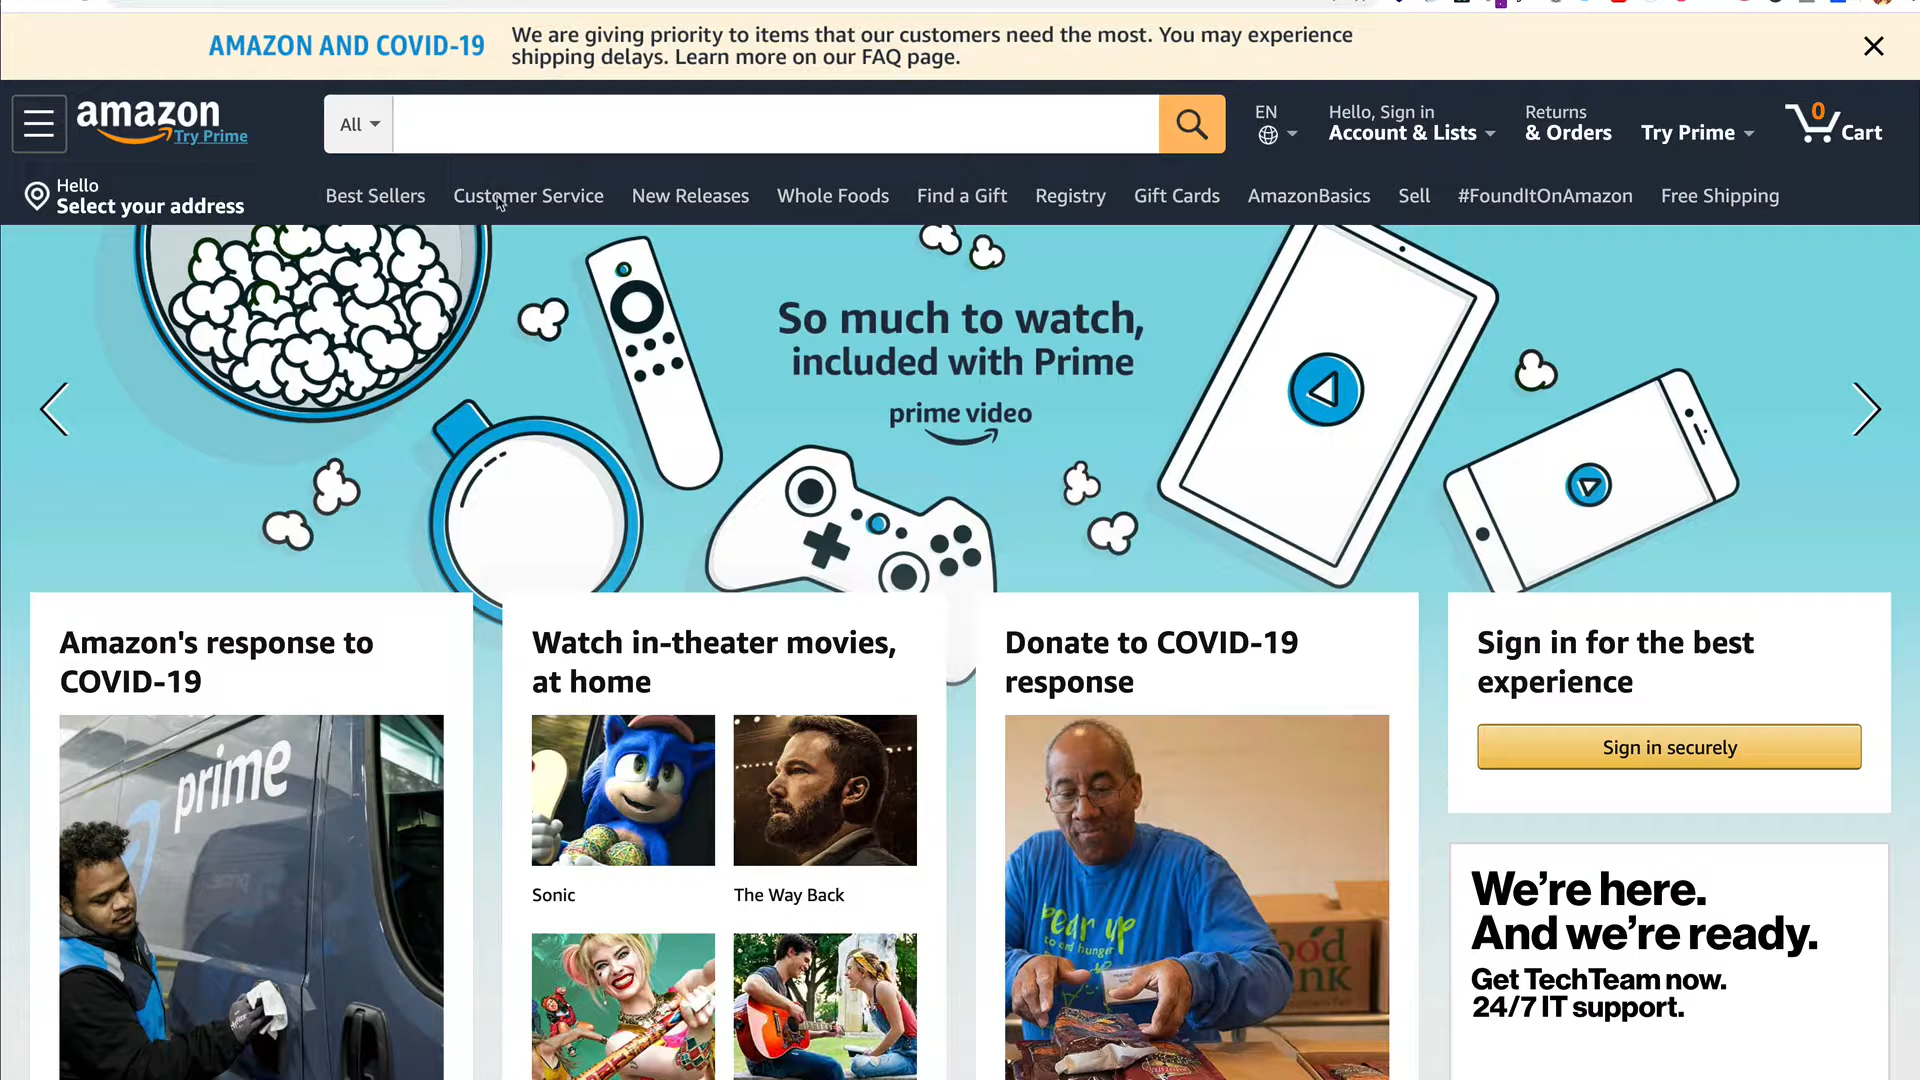 AMAZON AND COVID-19
We are giving priority to items that our customers need the most. You may experience
shipping delays. Learn more on our FAQ page.
amazon
Try Prime
All
EN
Hello, Sign in
Account & Lists
Returns
& Orders
Try Prime
0
Cart
Hello
Select your address
Best Sellers
Customer Service
New Releases
Whole Foods
Find a Gift
Registry
Gift Cards
AmazonBasics
Sell
#FoundItOnAmazon
Free Shipping
So much to watch,
included with Prime
prime video
Amazon's response to
COVID-19
prime
Watch in-theater movies,
at home
Sonic
The Way Back
Donate to COVID-19
response
up
to end hunger
Sign in for the best
experience
Sign in securely
We're here.
And we're ready.
Get TechTeam now.
24/7 IT support.